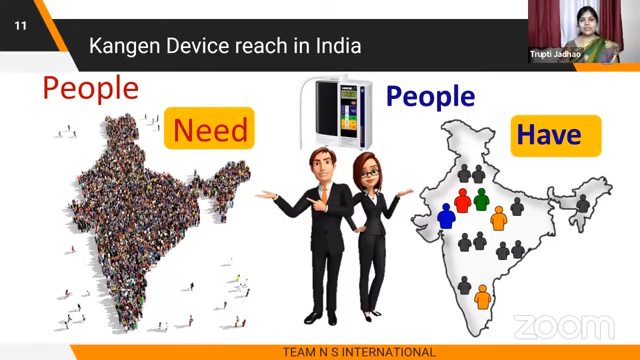 11
Kangen Device reach in India
Trupti Jadhao
People
Need
People
Have
TEAM N S INTERNATIONAL
zoom